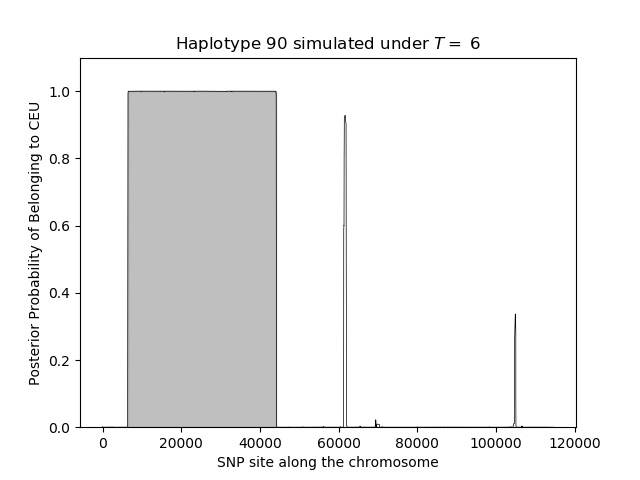 Haplotype 90 simulated under T = 6
Posterior Probability of Belonging to CEU
1.0
0.8
0.6
0.4
0.2
0.0
0 20000 40000 60000 80000 100000 120000
SNP site along the chromosome